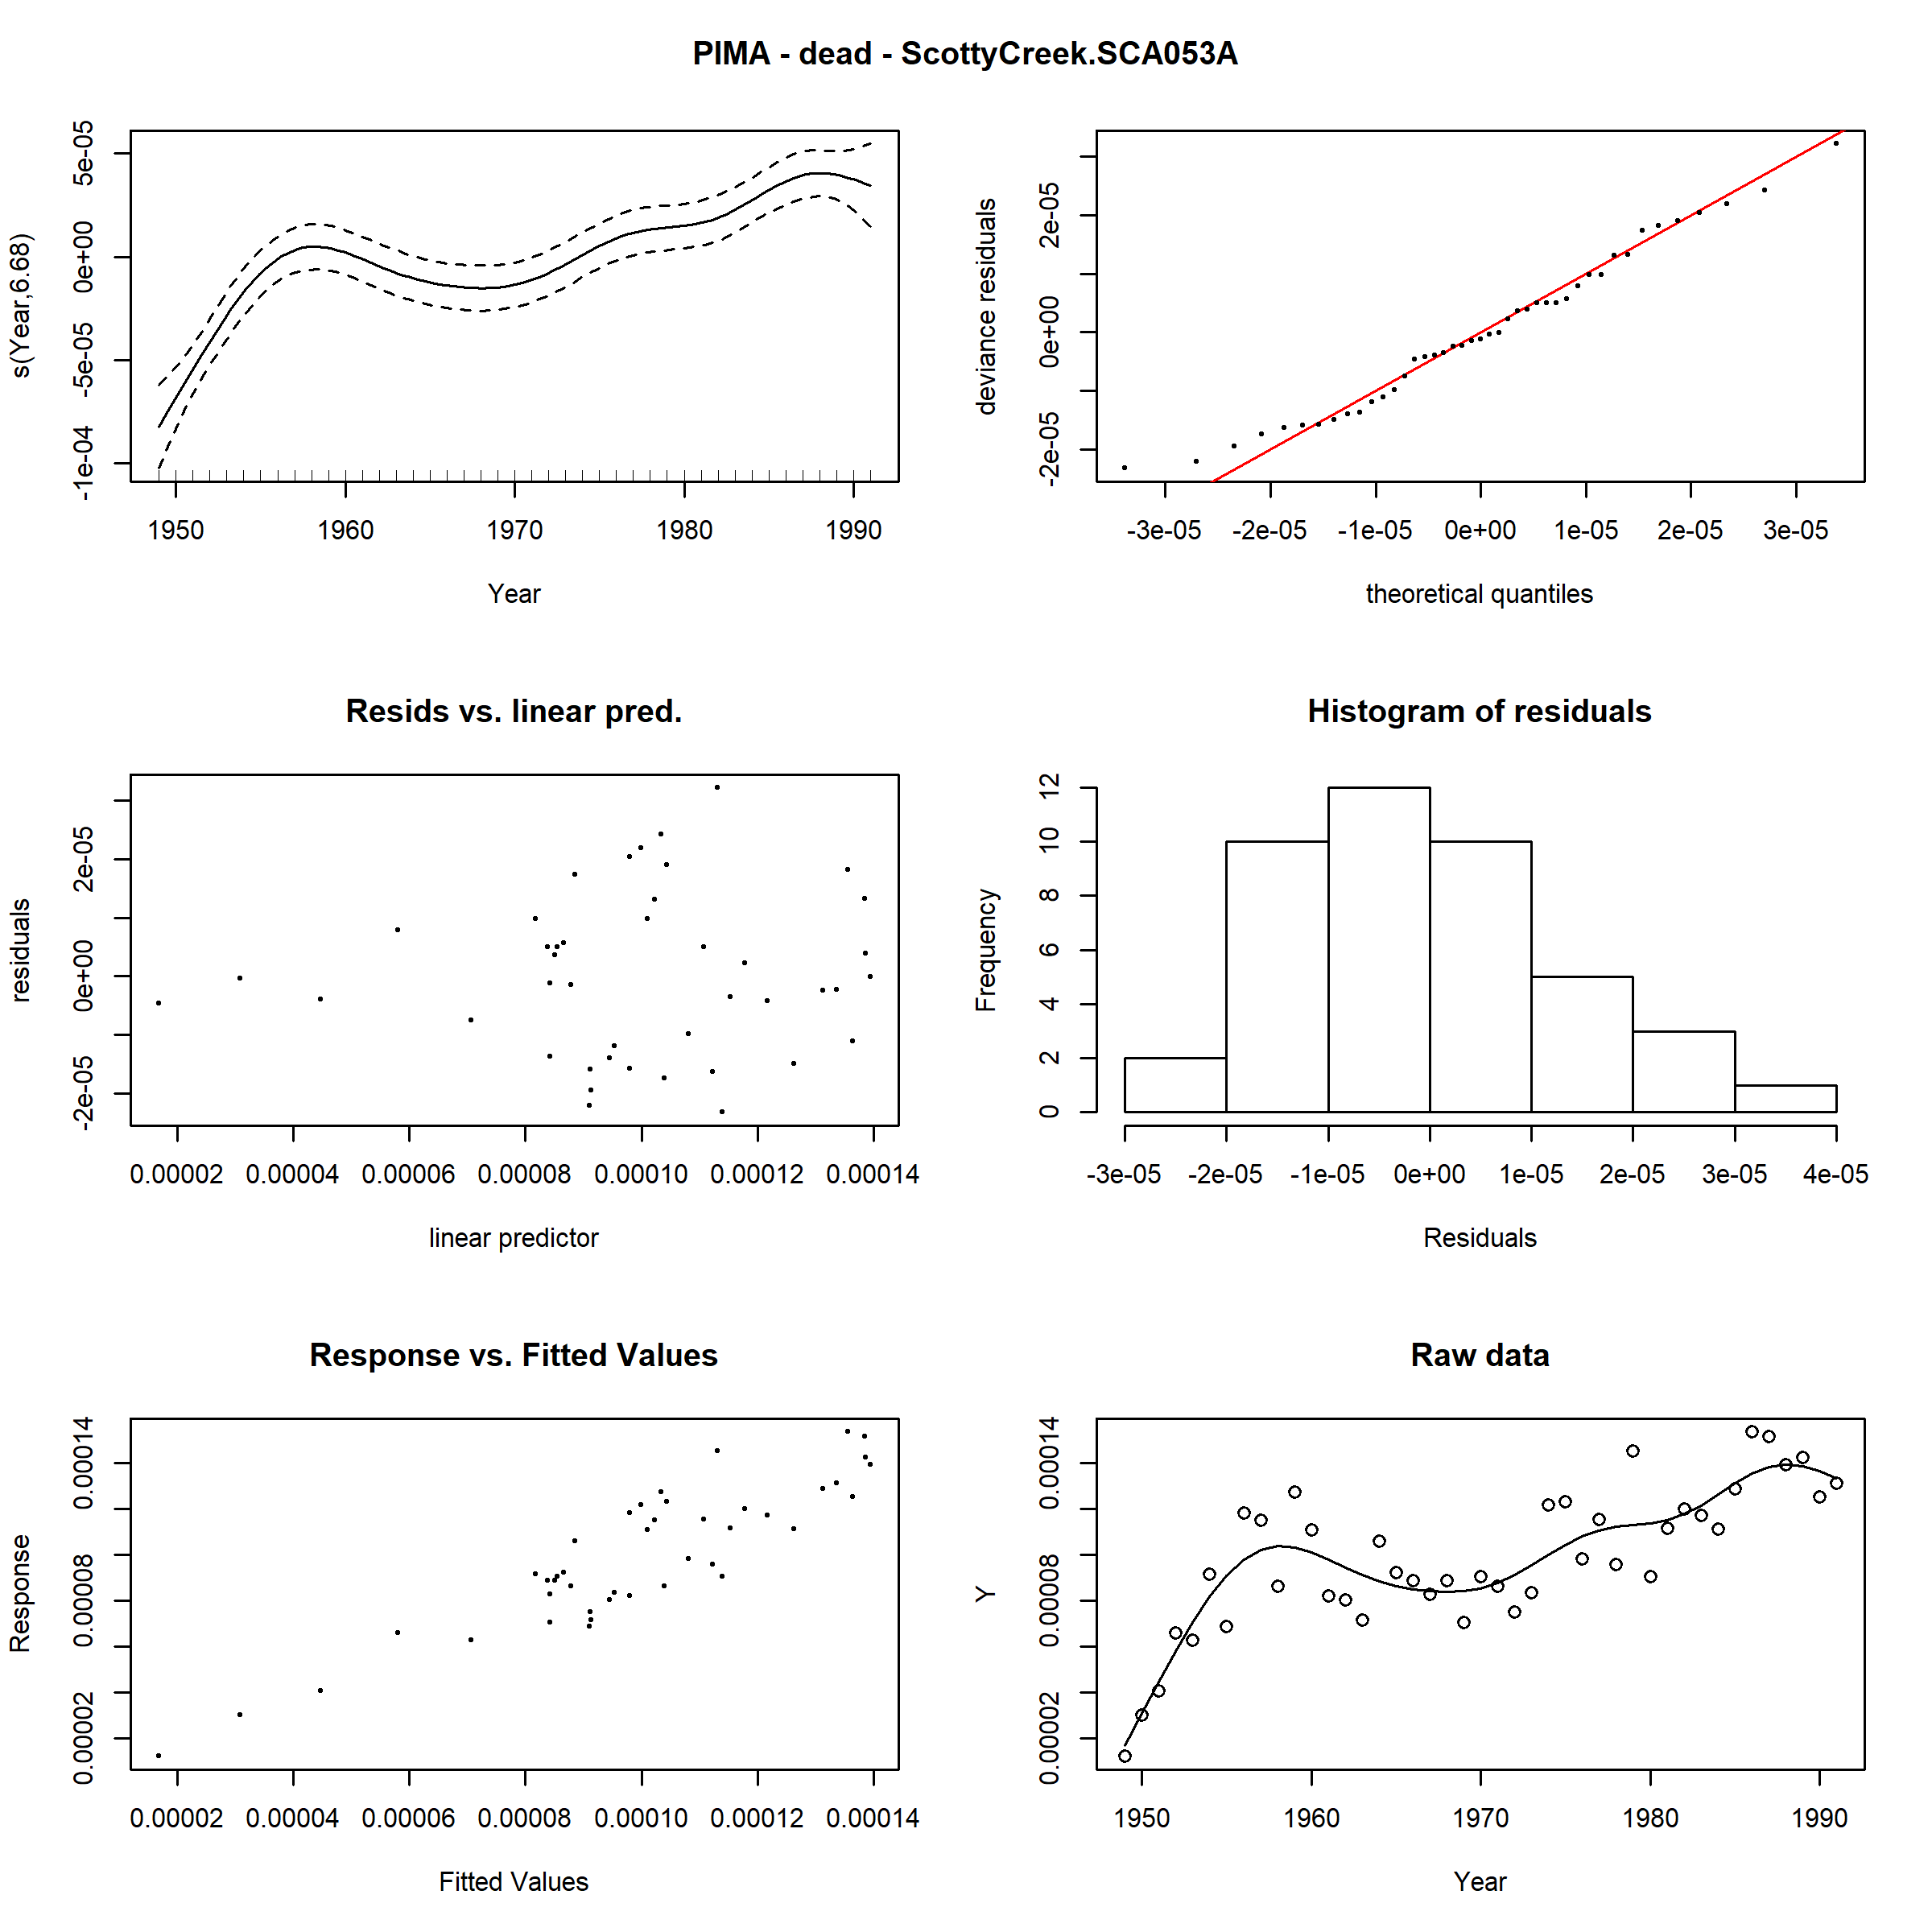 PIMA - dead - ScottyCreek.SCA053A
s(Year,6.68)
5e-05
0e+00
-5e-05
-1e-04
1950 1960 1970 1980 1990
Year
deviance residuals
2e-05
0e+00
-2e-05
-3e-05 -2e-05 -1e-05 0e+00 1e-05 2e-05 3e-05
theoretical quantiles
Resids vs. linear pred.
residuals
2e-05
0e+00
-2e-05
0.00002 0.00004 0.00006 0.00008 0.00010 0.00012 0.00014
linear predictor
Histogram of residuals
Frequency
12
10
8
6
4
2
0
-3e-05 -2e-05 -1e-05 0e+00 1e-05 2e-05 3e-05 4e-05
Residuals
Response vs. Fitted Values
Response
0.00014
0.00008
0.00002
0.00002 0.00004 0.00006 0.00008 0.00010 0.00012 0.00014
Fitted Values
Raw data
Y
0.00014
0.00008
0.00002
1950 1960 1970 1980 1990
Year